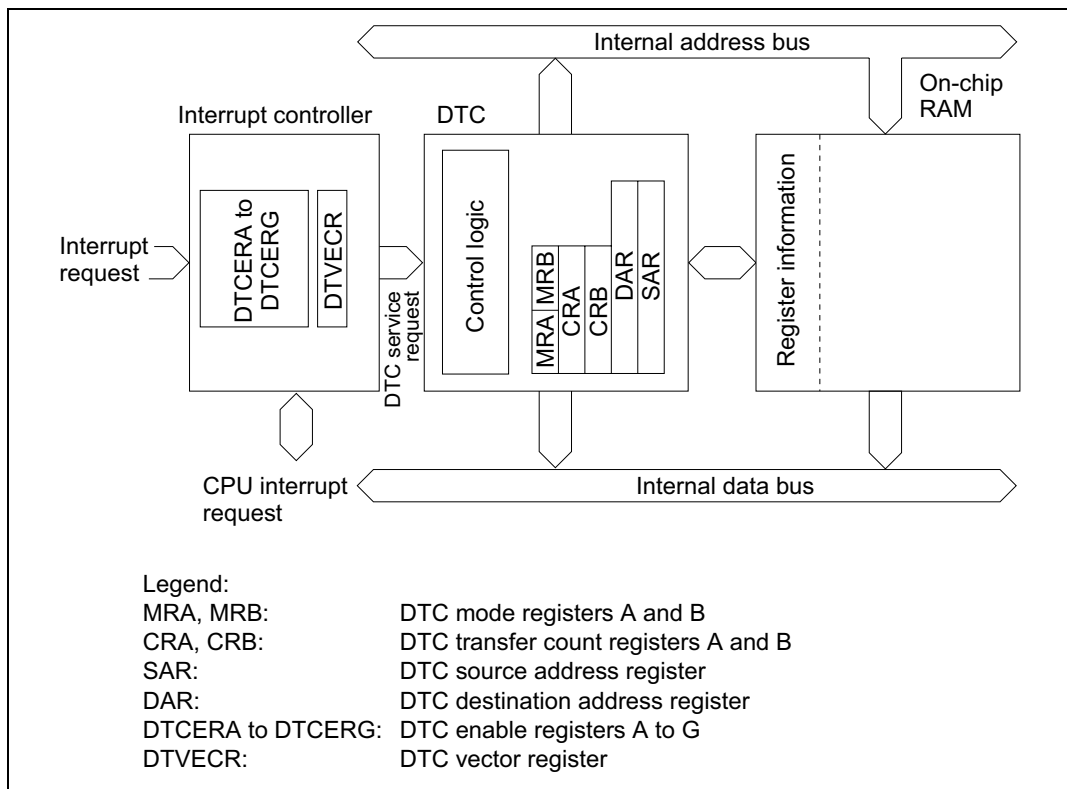 Internal address bus
On-chip
RAM
Interrupt controller
DTC
Interrupt
request
DTCERA to
DTCERG
DTVECR
DTC service
request
Control logic
MRA
MRB
CRA
CRB
DAR
SAR
Register information
CPU interrupt
request
Internal data bus
Legend:
MRA, MRB: DTC mode registers A and B
CRA, CRB: DTC transfer count registers A and B
SAR: DTC source address register
DAR: DTC destination address register
DTCERA to DTCERG: DTC enable registers A to G
DTVECR: DTC vector register